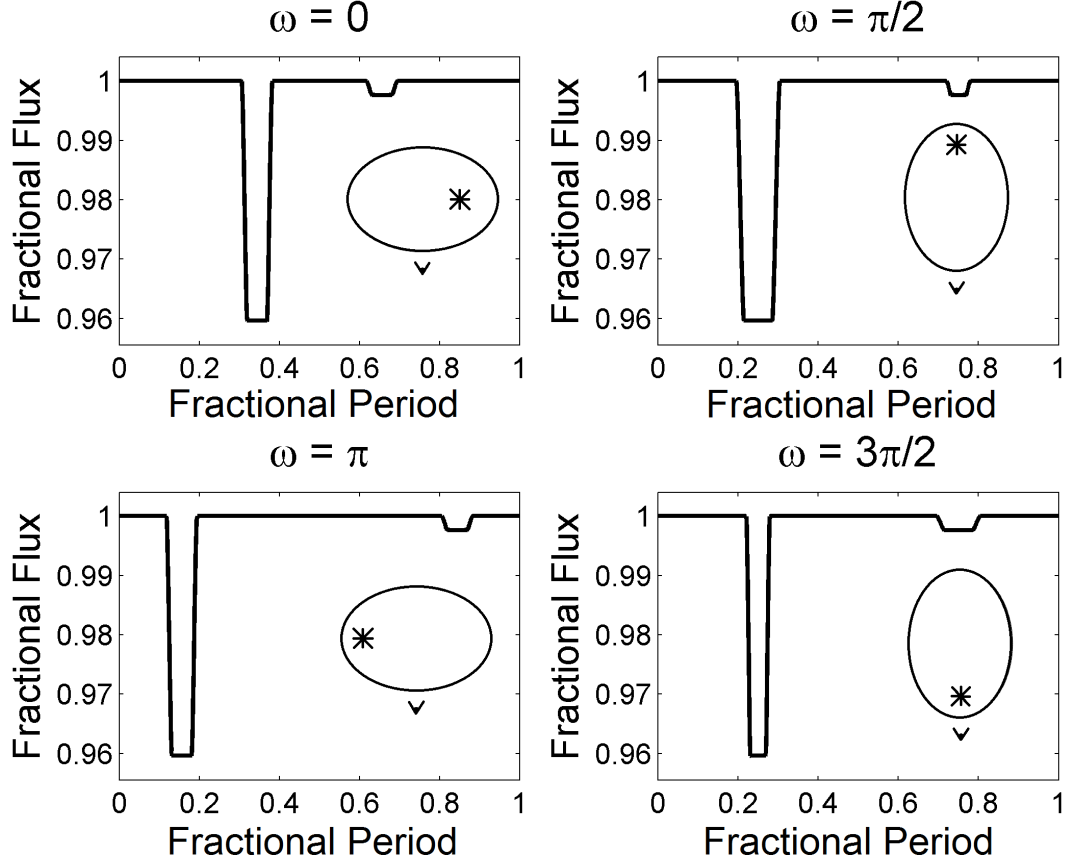 ω = 0
1
0.99
0.98
0.97
0.96
Fractional Flux
0 0.2 0.4 0.6 0.8 1
Fractional Period
ω = π/2
1
0.99
0.98
0.97
0.96
Fractional Flux
0 0.2 0.4 0.6 0.8 1
Fractional Period
ω = π
1
0.99
0.98
0.97
0.96
Fractional Flux
0 0.2 0.4 0.6 0.8 1
Fractional Period
ω = 3π/2
1
0.99
0.98
0.97
0.96
Fractional Flux
0 0.2 0.4 0.6 0.8 1
Fractional Period